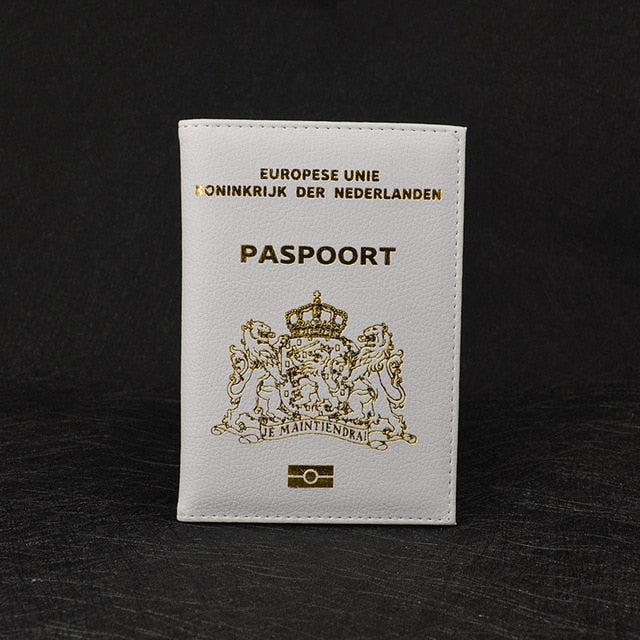 EUROPESE UNIE
KONINKRIJK DER NEDERLANDEN
PASPOORT
JE MAINTIENDRAI